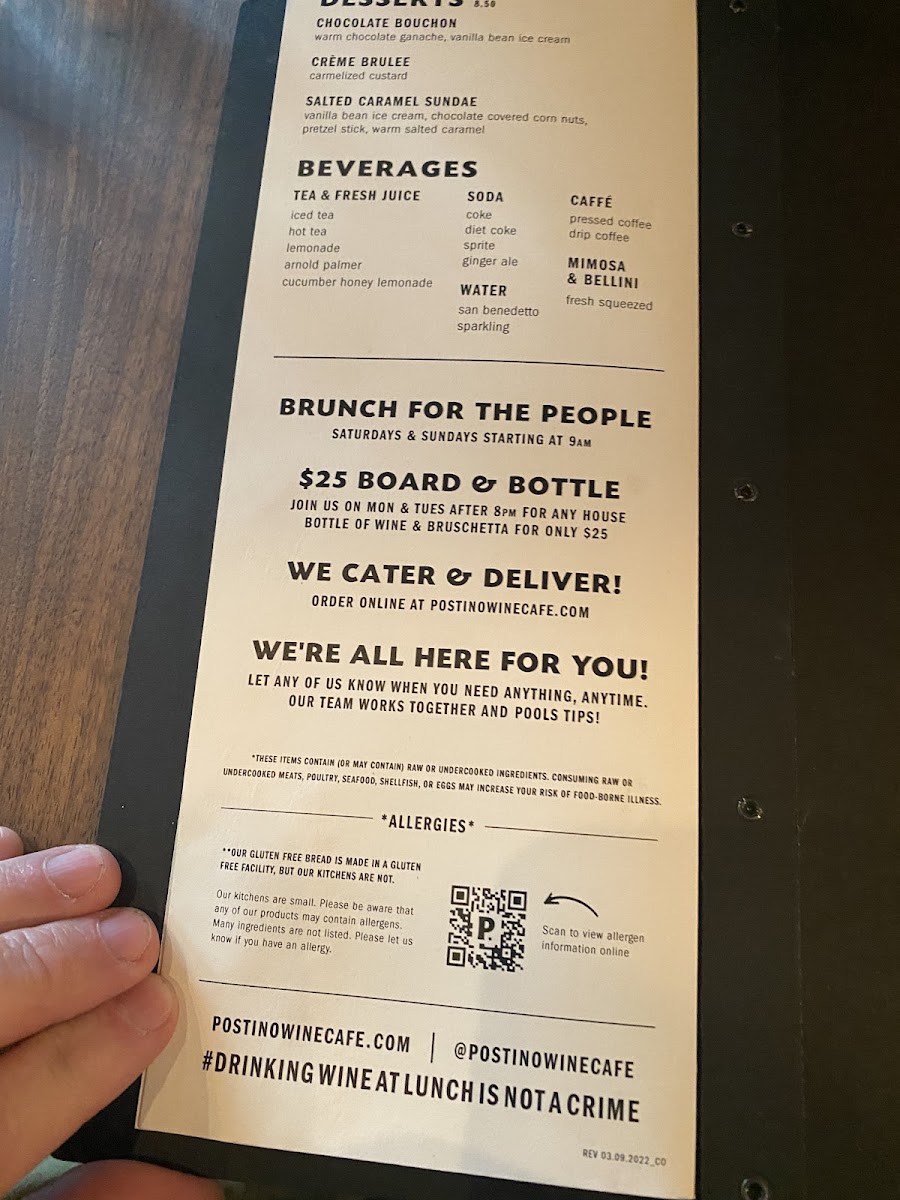 DESSERTS 8.50
CHOCOLATE BOUCHON
warm chocolate ganache, vanilla bean ice cream
CRÈME BRULEE
carmelized custard
SALTED CARAMEL SUNDAE
vanilla bean ice cream, chocolate covered corn nuts,
pretzel stick, warm salted caramel
BEVERAGES
TEA & FRESH JUICE
iced tea
hot tea
lemonade
arnold palmer
cucumber honey lemonade
SODA
coke
diet coke
sprite
ginger ale
WATER
san benedetto
sparkling
CAFFÉ
pressed coffee
drip coffee
MIMOSA
& BELLINI
fresh squeezed
BRUNCH FOR THE PEOPLE
SATURDAYS & SUNDAYS STARTING AT 9AM
$25 BOARD & BOTTLE
JOIN US ON MON & TUES AFTER 8PM FOR ANY HOUSE
BOTTLE OF WINE & BRUSCHETTA FOR ONLY $25
WE CATER & DELIVER!
ORDER ONLINE AT POSTINOWINECAFE.COM
WE'RE ALL HERE FOR YOU!
LET ANY OF US KNOW WHEN YOU NEED ANYTHING, ANYTIME.
OUR TEAM WORKS TOGETHER AND POOLS TIPS!
*THESE ITEMS CONTAIN (OR MAY CONTAIN) RAW OR UNDERCOOKED INGREDIENTS. CONSUMING RAW OR
UNDERCOOKED MEATS, POULTRY, SEAFOOD, SHELLFISH, OR EGGS MAY INCREASE YOUR RISK OF FOOD-BORNE ILLNESS.
*ALLERGIES*
**OUR GLUTEN FREE BREAD IS MADE IN A GLUTEN
FREE FACILITY, BUT OUR KITCHENS ARE NOT.
Our kitchens are small. Please be aware that
any of our products may contain allergens.
Many ingredients are not listed. Please let us
know if you have an allergy.
P
Scan to view allergen
information online
POSTINOWINECAFE.COM | @POSTINOWINECAFE
#DRINKINGWINEATLUNCHISNOTACRIME
REV 03.09.2022_CO